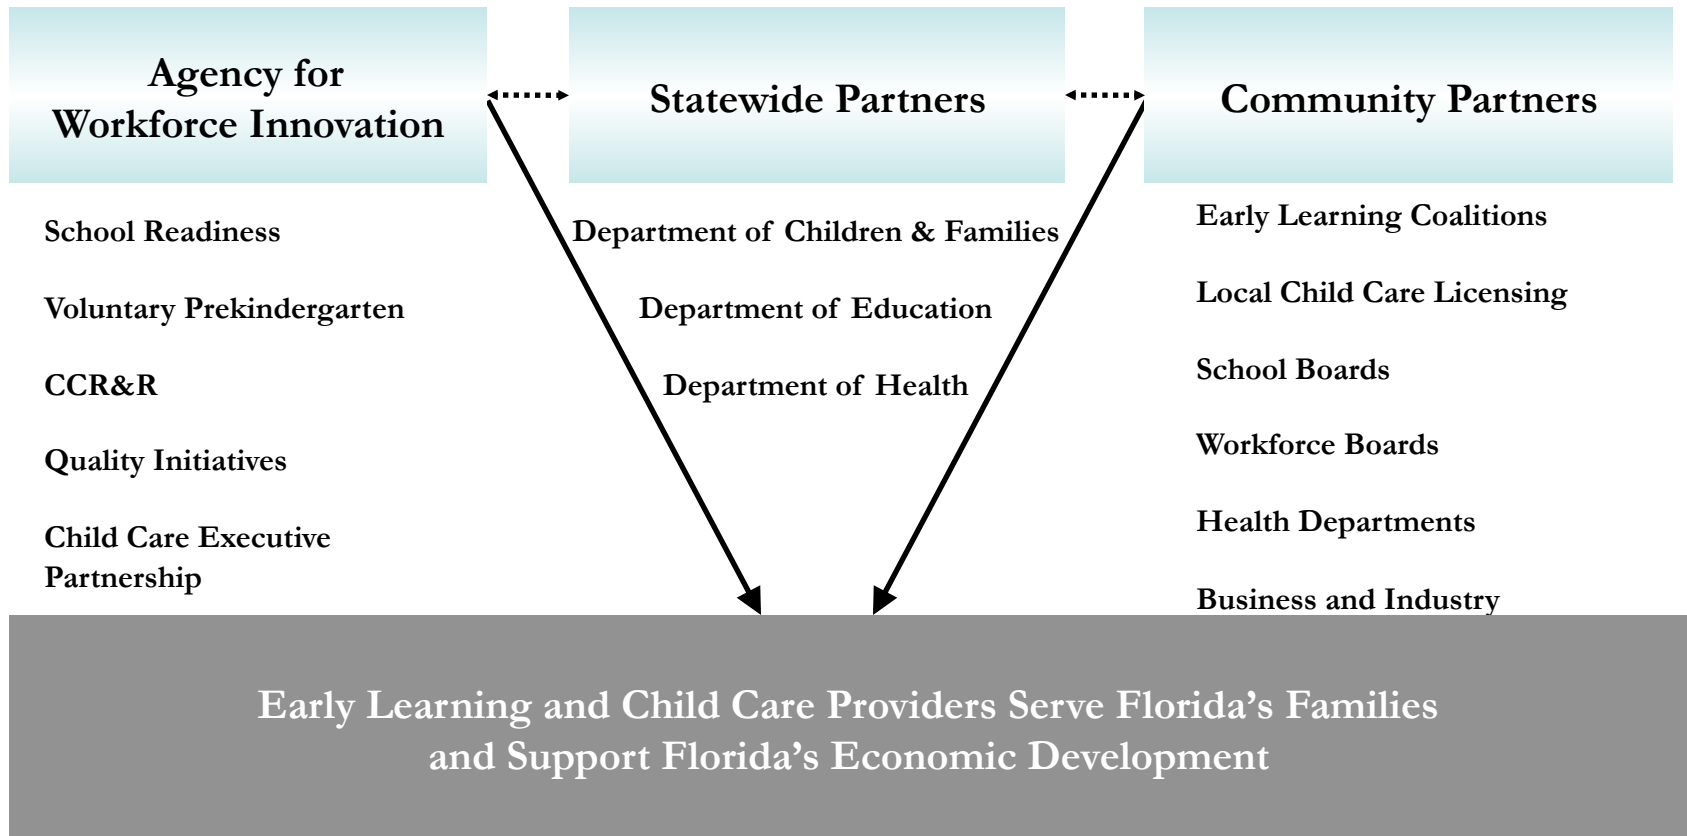 Agency for
Workforce Innovation
Statewide Partners
Community Partners
School Readiness
Voluntary Prekindergarten
CCR&R
Quality Initiatives
Child Care Executive
Partnership
Department of Children & Families
Department of Education
Department of Health
Early Learning Coalitions
Local Child Care Licensing
School Boards
Workforce Boards
Health Departments
Business and Industry
Early Learning and Child Care Providers Serve Florida’s Families
and Support Florida’s Economic Development